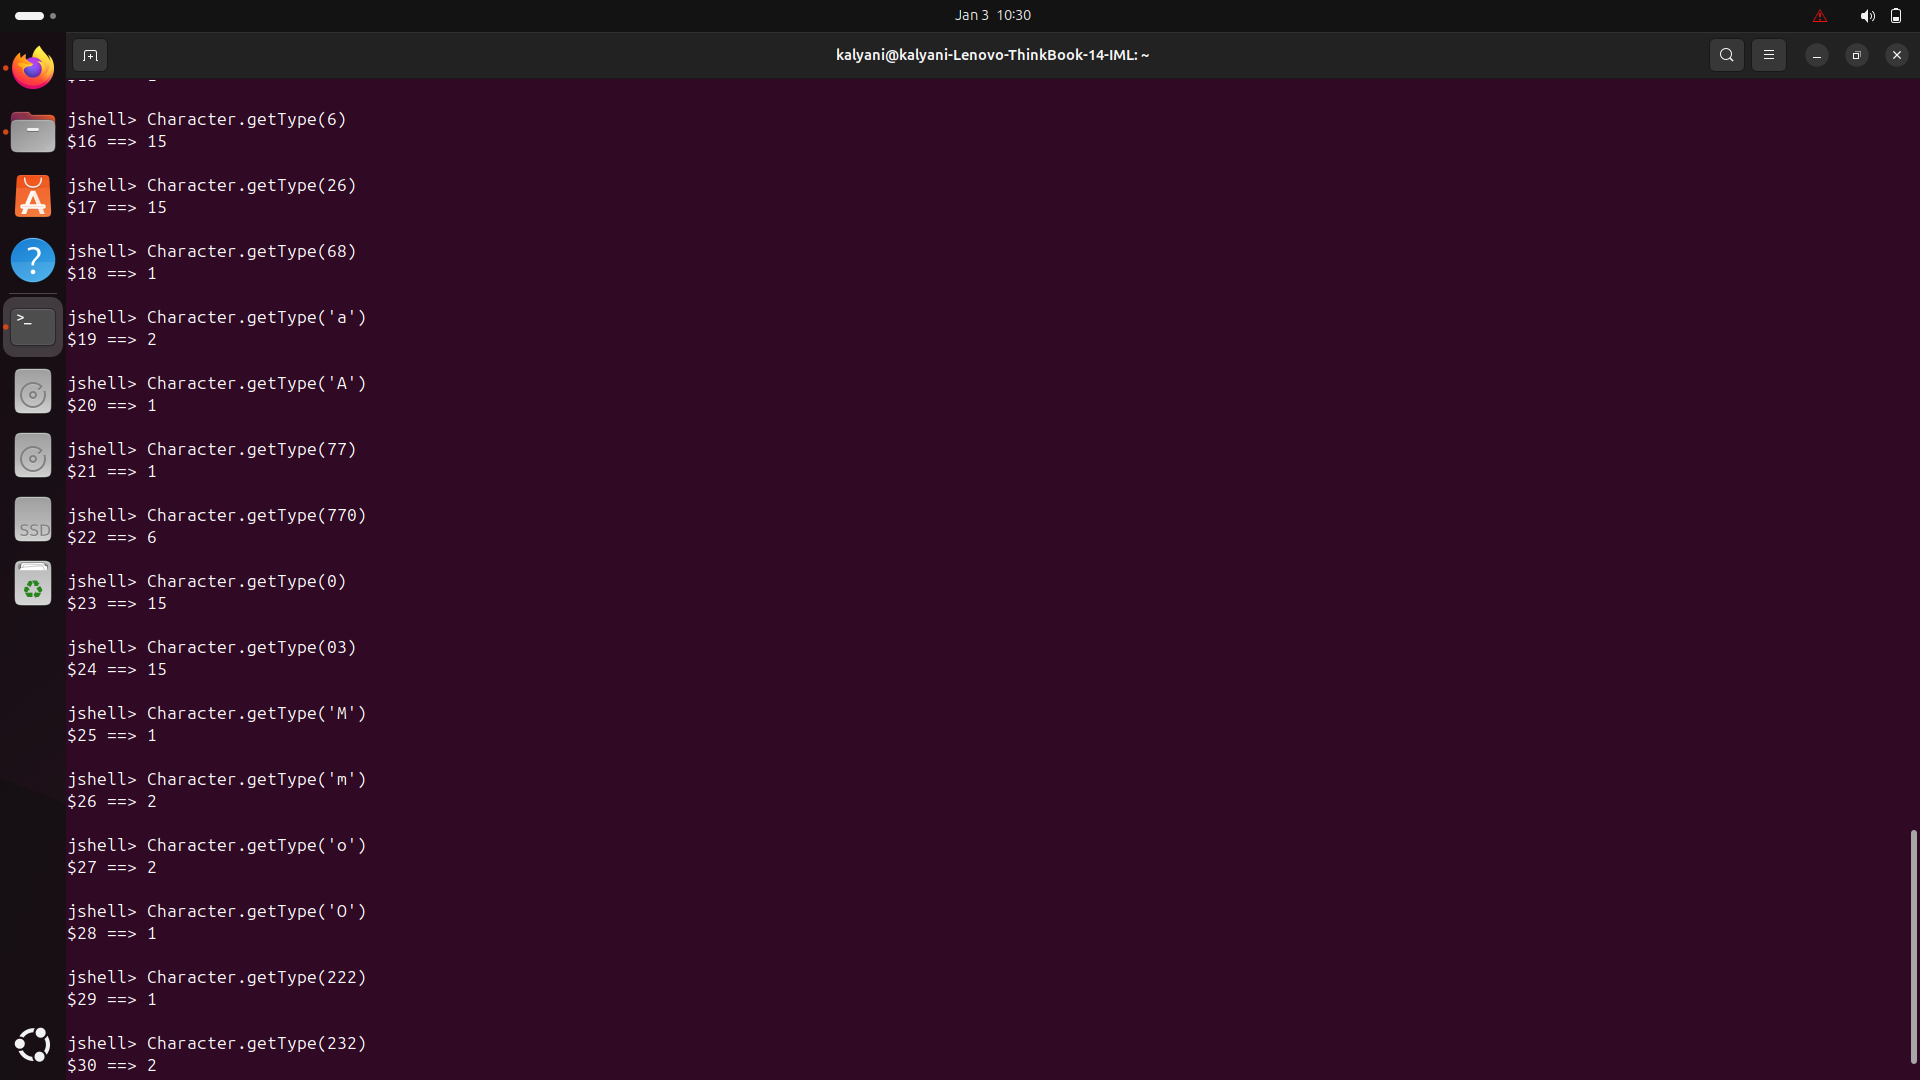 Jan 3 10:30
kalyani@kalyani-Lenovo-ThinkBook-14-IML: ~
jshell> Character.getType(6)
$16 ==> 15
jshell> Character.getType(26)
$17 ==> 15
jshell> Character.getType(68)
$18 ==> 1
jshell> Character.getType('a')
$19 ==> 2
jshell> Character.getType('A')
$20 ==> 1
jshell> Character.getType(77)
$21 ==> 1
jshell> Character.getType(770)
$22 ==> 6
jshell> Character.getType(0)
$23 ==> 15
jshell> Character.getType(03)
$24 ==> 15
jshell> Character.getType('M')
$25 ==> 1
jshell> Character.getType('m')
$26 ==> 2
jshell> Character.getType('o')
$27 ==> 2
jshell> Character.getType('O')
$28 ==> 1
jshell> Character.getType(222)
$29 ==> 1
jshell> Character.getType(232)
$30 ==> 2
SSD